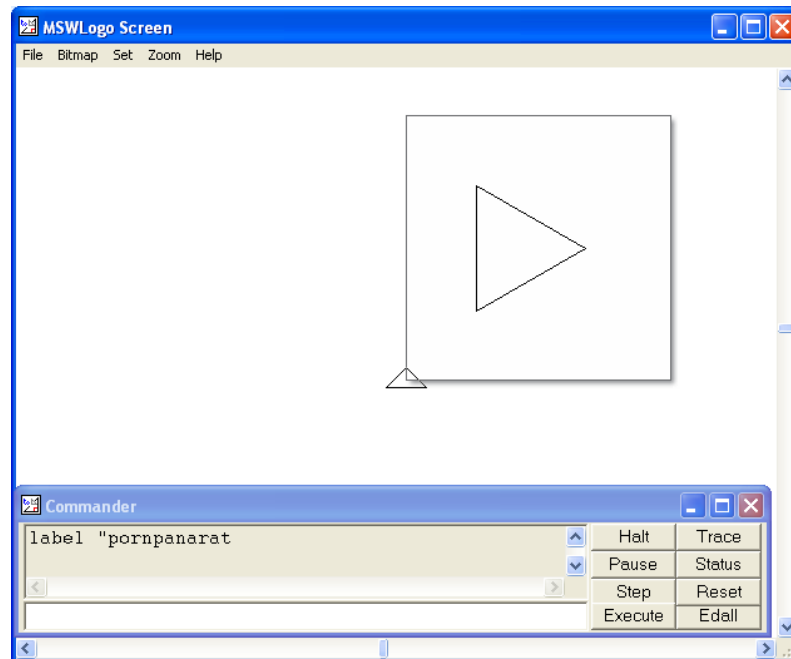 MSWLogo Screen
File Bitmap Set Zoom Help
Commander
label "pornpanarat
Halt Trace
Pause Status
Step Reset
Execute Edall